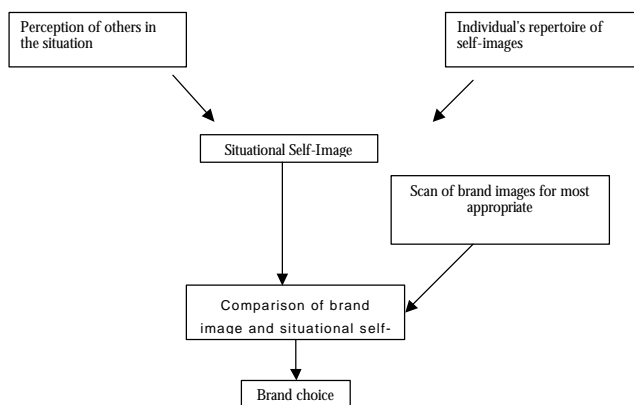 Perception of others in
the situation
Individual's repertoire of
self-images
Situational Self-Image
Scan of brand images for most
appropriate
Comparison of brand
image and situational self-
Brand choice